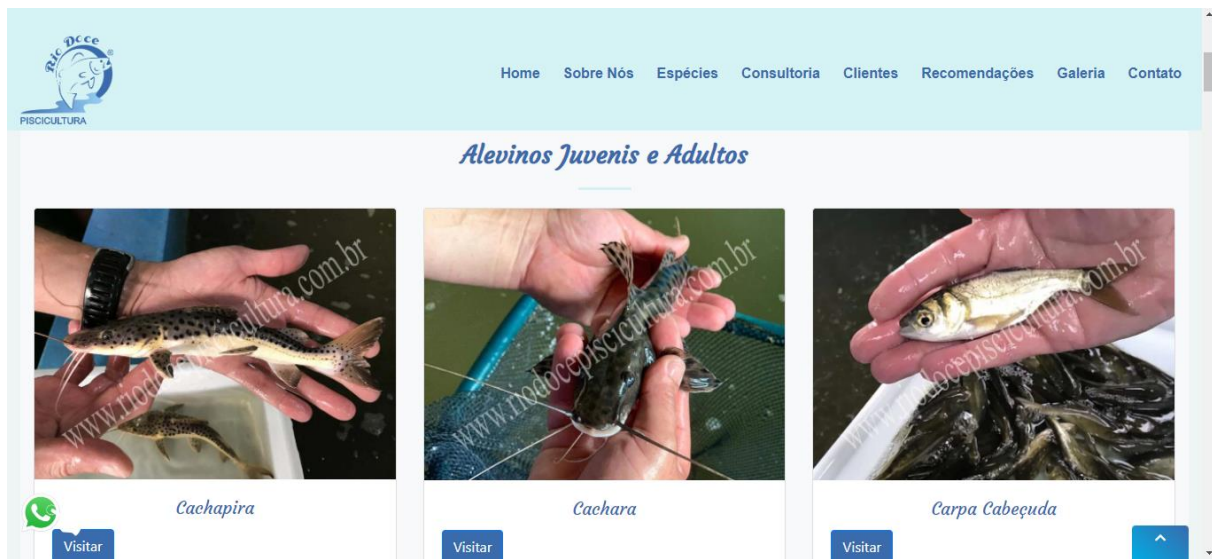 Rio Doce
PISCICULTURA
Home Sobre Nós Espécies Consultoria Clientes Recomendações Galeria Contato
Alevinos Juvenis e Adultos
www.riodocepiscicultura.com.br
www.riodocepiscicultura.com.br
www.riodocepiscicultura.com.br
Cachapira
Cachara
Carpa Cabeçuda
Visitar
Visitar
Visitar